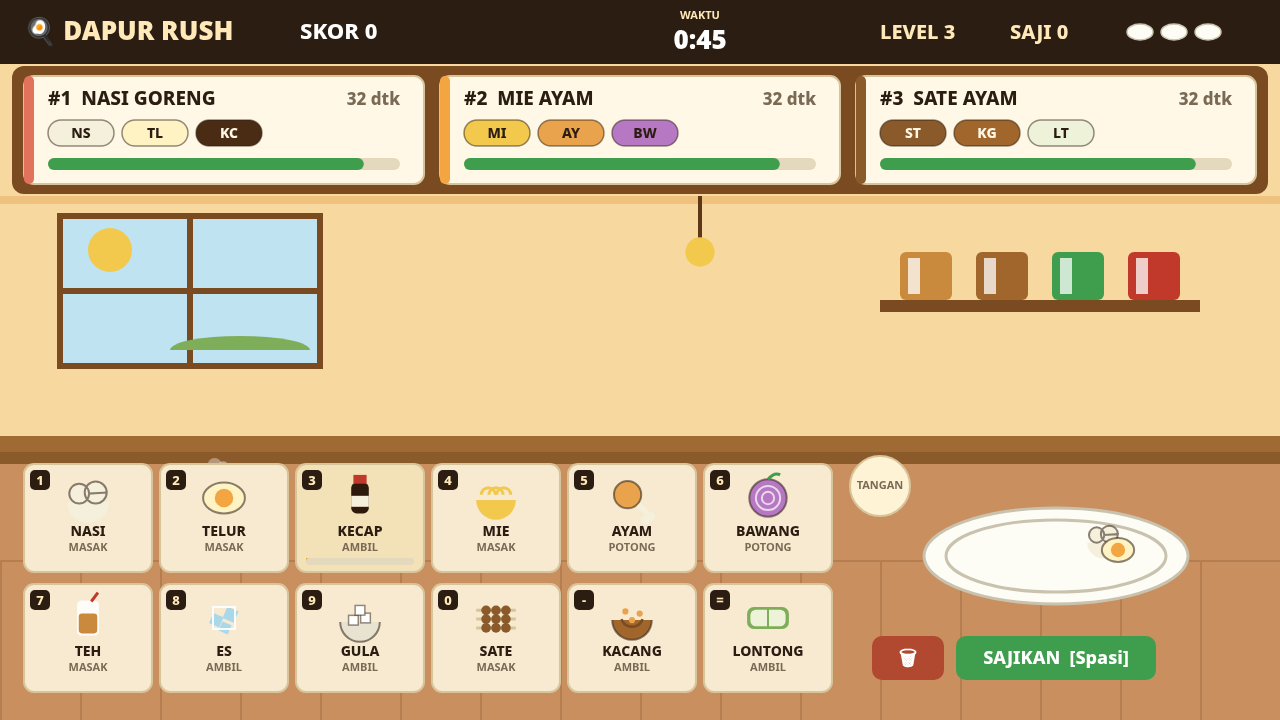 DAPUR RUSH
SKOR 0
WAKTU
0:45
LEVEL 3
SAJI 0
#1 NASI GORENG
32 dtk
NS
TL
KC
#2 MIE AYAM
32 dtk
MI
AY
BW
#3 SATE AYAM
32 dtk
ST
KG
LT
1
NASI
MASAK
2
TELUR
MASAK
3
KECAP
AMBIL
4
MIE
MASAK
5
AYAM
POTONG
6
BAWANG
POTONG
TANGAN
7
TEH
MASAK
8
ES
AMBIL
9
GULA
AMBIL
0
SATE
MASAK
-
KACANG
AMBIL
=
LONTONG
AMBIL
SAJIKAN [Spasi]